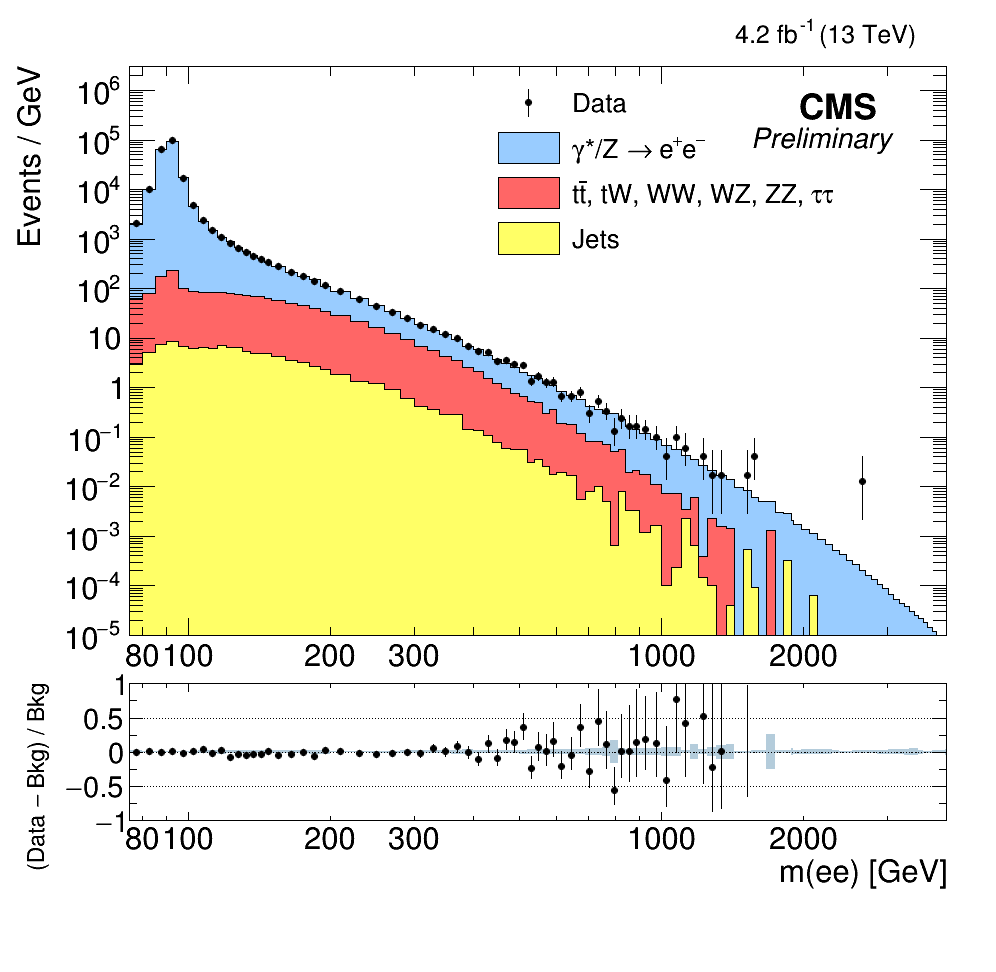 4.2 fb⁻¹ (13 TeV)
Events / GeV
10⁶
10⁵
10⁴
10³
10²
10
1
10⁻¹
10⁻²
10⁻³
10⁻⁴
10⁻⁵
Data
γ*/Z → e⁺e⁻
tt̄, tW, WW, WZ, ZZ, ττ
Jets
CMS
Preliminary
80 100 200 300 1000 2000
(Data − Bkg) / Bkg
1
0.5
0
−0.5
−1
80 100 200 300 1000 2000
m(ee) [GeV]